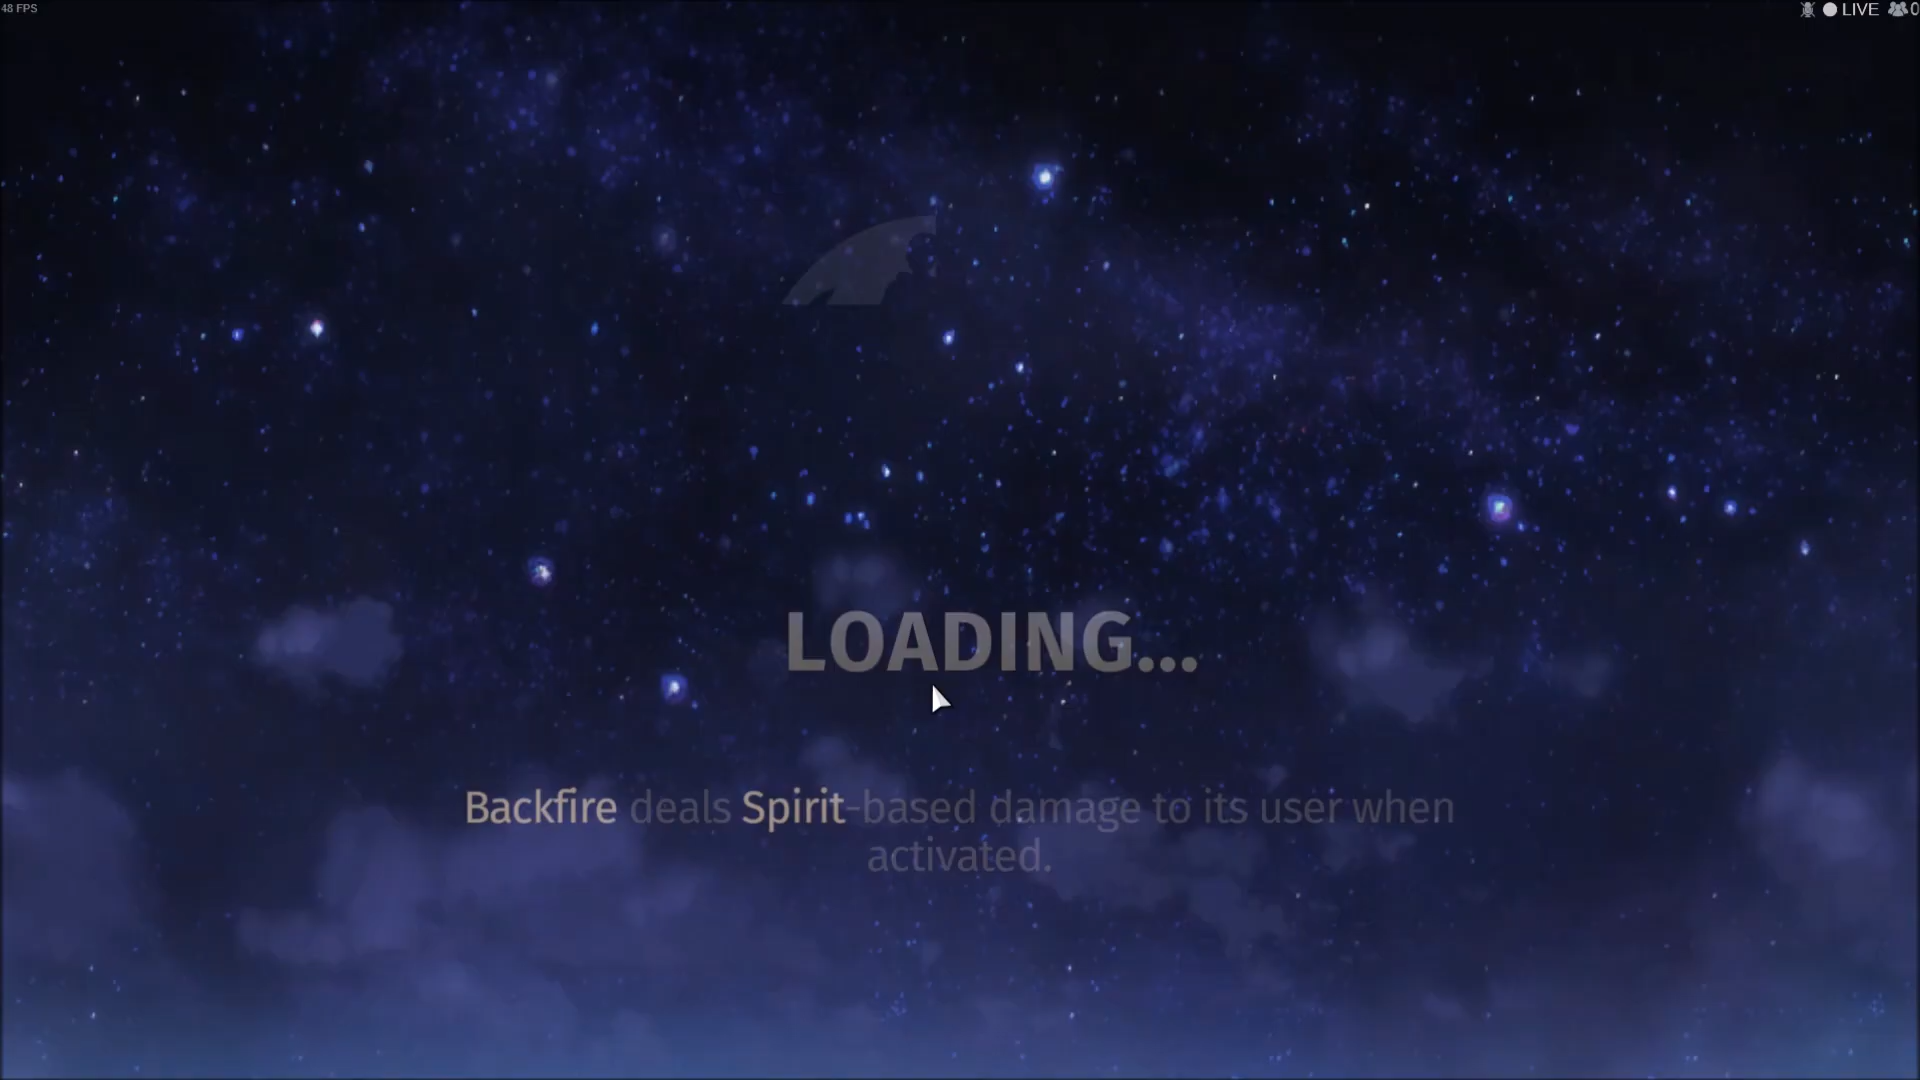 48 FPS
LIVE 0
LOADING...
Backfire deals Spirit-based damage to its user when
activated.